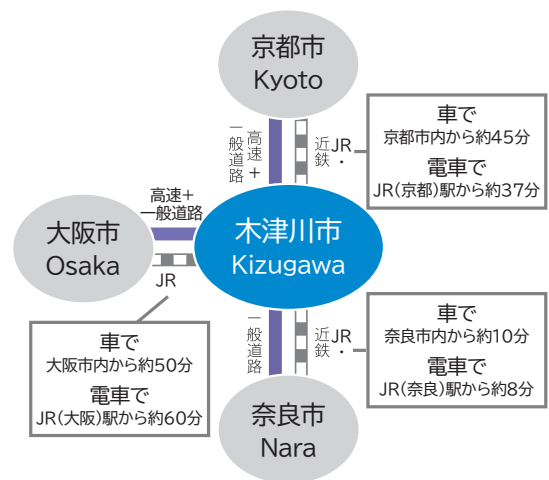 京都市
Kyoto
高速+
一般道路
JR・
近鉄
車で
京都市内から約45分
電車で
JR(京都)駅から約37分
高速+
一般道路
大阪市
Osaka
JR
木津川市
Kizugawa
車で
大阪市内から約50分
電車で
JR(大阪)駅から約60分
一般道路
JR・
近鉄
車で
奈良市内から約10分
電車で
JR(奈良)駅から約8分
奈良市
Nara